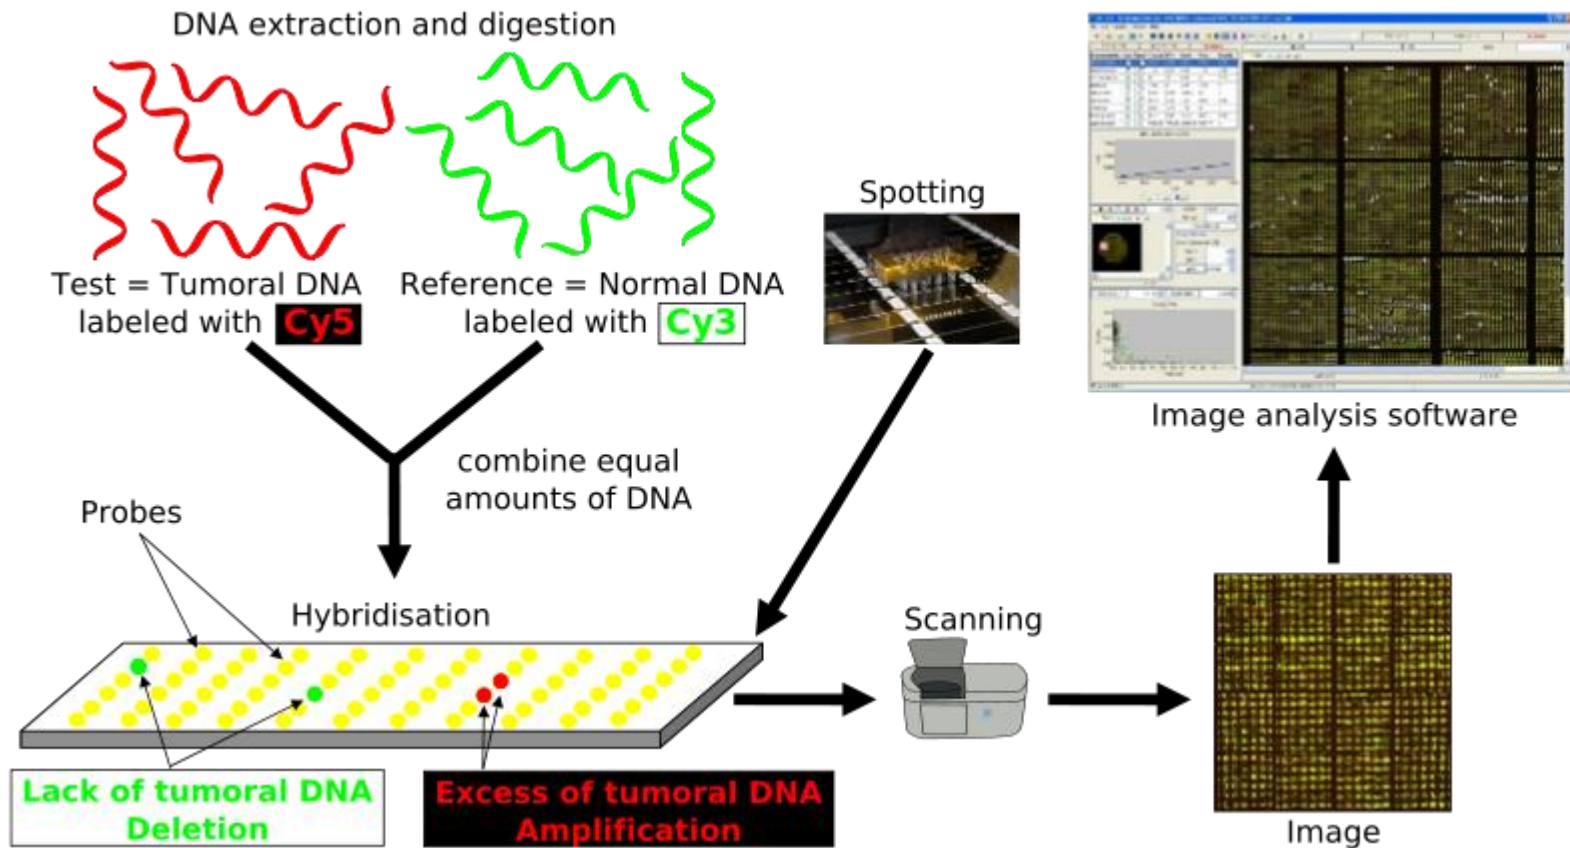 DNA extraction and digestion
Test = Tumoral DNA
labeled with Cy5
Reference = Normal DNA
labeled with Cy3
Spotting
combine equal
amounts of DNA
Probes
Hybridisation
Lack of tumoral DNA
Deletion
Excess of tumoral DNA
Amplification
Scanning
Image
Image analysis software